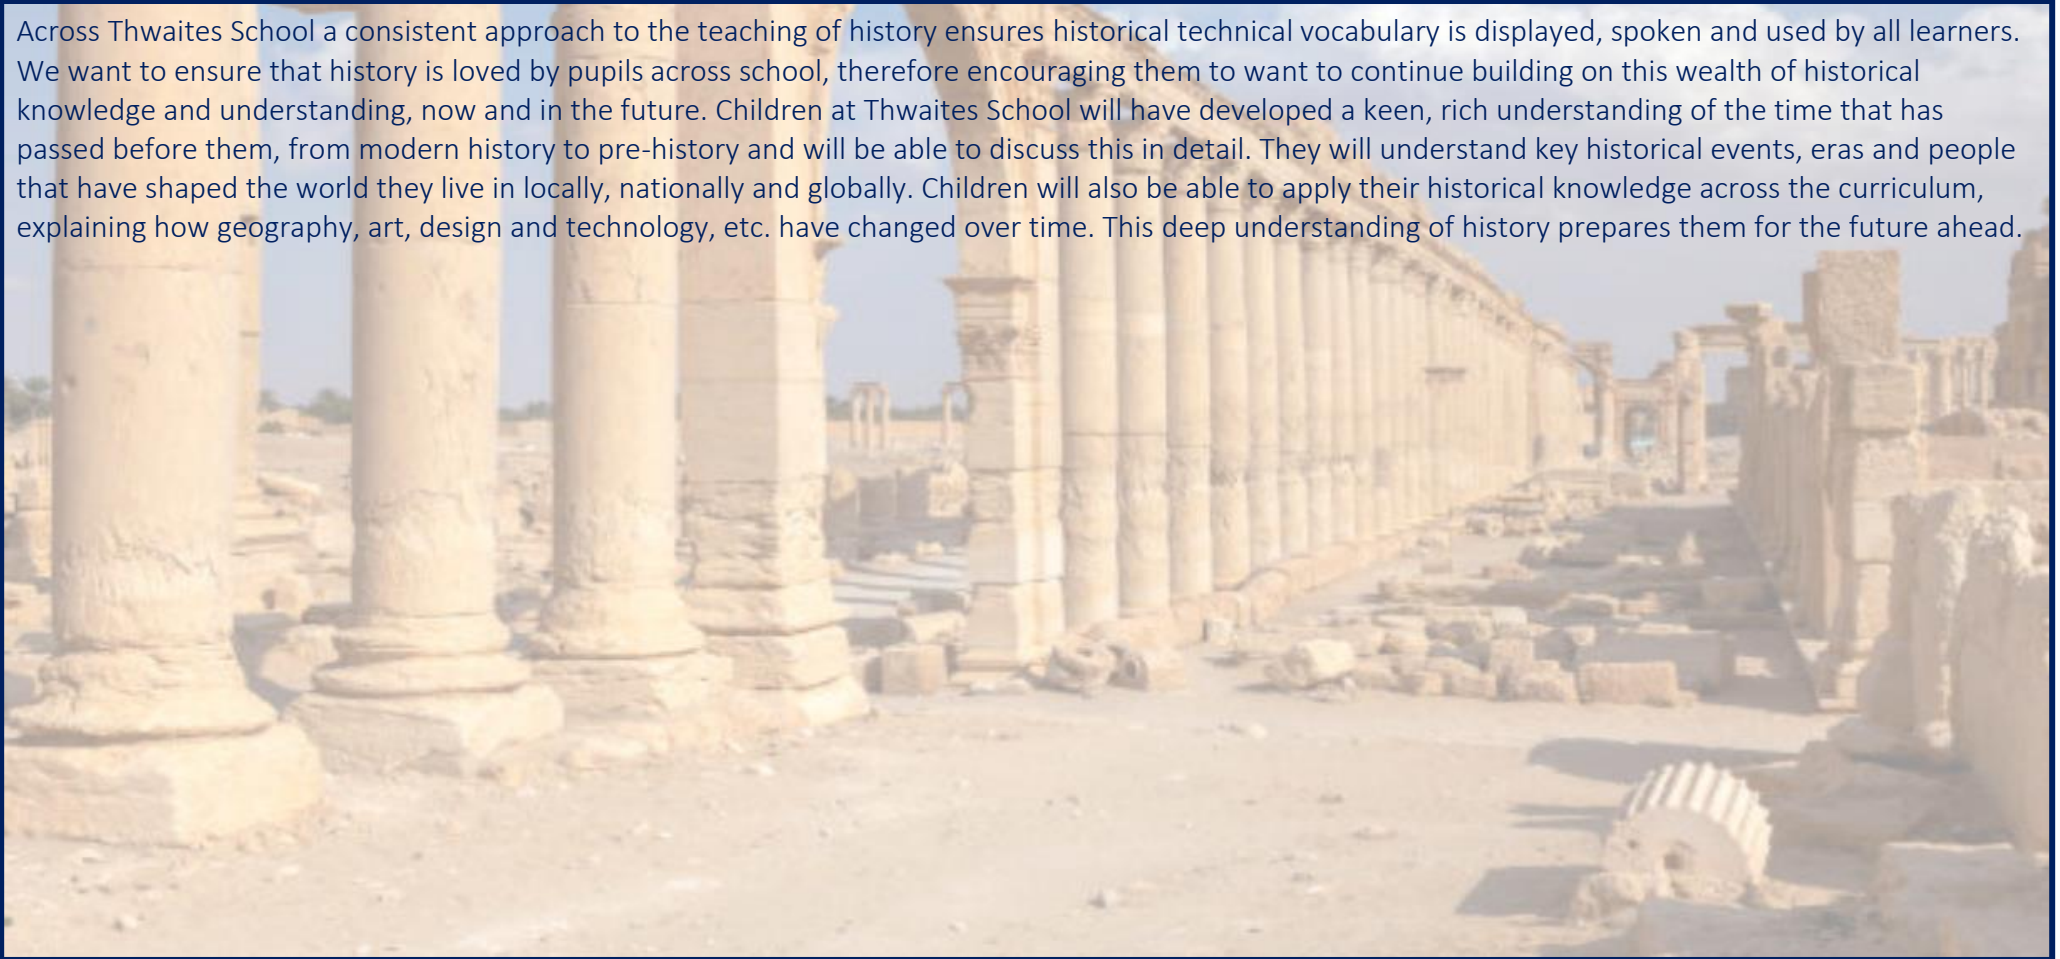 Across Thwaites School a consistent approach to the teaching of history ensures historical technical vocabulary is displayed, spoken and used by all learners.
We want to ensure that history is loved by pupils across school, therefore encouraging them to want to continue building on this wealth of historical
knowledge and understanding, now and in the future. Children at Thwaites School will have developed a keen, rich understanding of the time that has
passed before them, from modern history to pre-history and will be able to discuss this in detail. They will understand key historical events, eras and people
that have shaped the world they live in locally, nationally and globally. Children will also be able to apply their historical knowledge across the curriculum,
explaining how geography, art, design and technology, etc. have changed over time. This deep understanding of history prepares them for the future ahead.